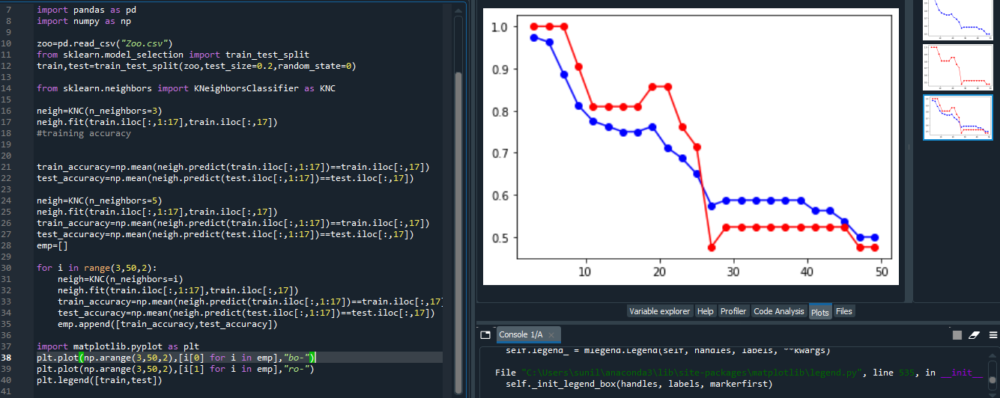 7 import pandas as pd
8 import numpy as np
9
10 zoo=pd.read_csv("Zoo.csv")
11 from sklearn.model_selection import train_test_split
12 train,test=train_test_split(zoo,test_size=0.2,random_state=0)
13
14 from sklearn.neighbors import KNeighborsClassifier as KNC
15
16 neigh=KNC(n_neighbors=3)
17 neigh.fit(train.iloc[:,1:17],train.iloc[:,17])
18 #training accuracy
19
20
21 train_accuracy=np.mean(neigh.predict(train.iloc[:,1:17])==train.iloc[:,17])
22 test_accuracy=np.mean(neigh.predict(test.iloc[:,1:17])==test.iloc[:,17])
23
24 neigh=KNC(n_neighbors=5)
25 neigh.fit(train.iloc[:,1:17],train.iloc[:,17])
26 train_accuracy=np.mean(neigh.predict(train.iloc[:,1:17])==train.iloc[:,17])
27 test_accuracy=np.mean(neigh.predict(test.iloc[:,1:17])==test.iloc[:,17])
28 emp=[]
29
30 for i in range(3,50,2):
31 neigh=KNC(n_neighbors=i)
32 neigh.fit(train.iloc[:,1:17],train.iloc[:,17])
33 train_accuracy=np.mean(neigh.predict(train.iloc[:,1:17])==train.iloc[:,17]
34 test_accuracy=np.mean(neigh.predict(test.iloc[:,1:17])==test.iloc[:,17])
35 emp.append([train_accuracy,test_accuracy])
36
37 import matplotlib.pyplot as plt
38 plt.plot(np.arange(3,50,2),[i[0] for i in emp],"bo-")
39 plt.plot(np.arange(3,50,2),[i[1] for i in emp],"ro-")
40 plt.legend([train,test])
41
1.0
0.9
0.8
0.7
0.6
0.5
10 20 30 40 50
Variable explorer Help Profiler Code Analysis Plots Files
Console 1/A
self.legend_ = mlegend.Legend(self, handles, labels, **kwargs)
File "C:\Users\sunil\anaconda3\lib\site-packages\matplotlib\legend.py", line 535, in __init__
self._init_legend_box(handles, labels, markerfirst)